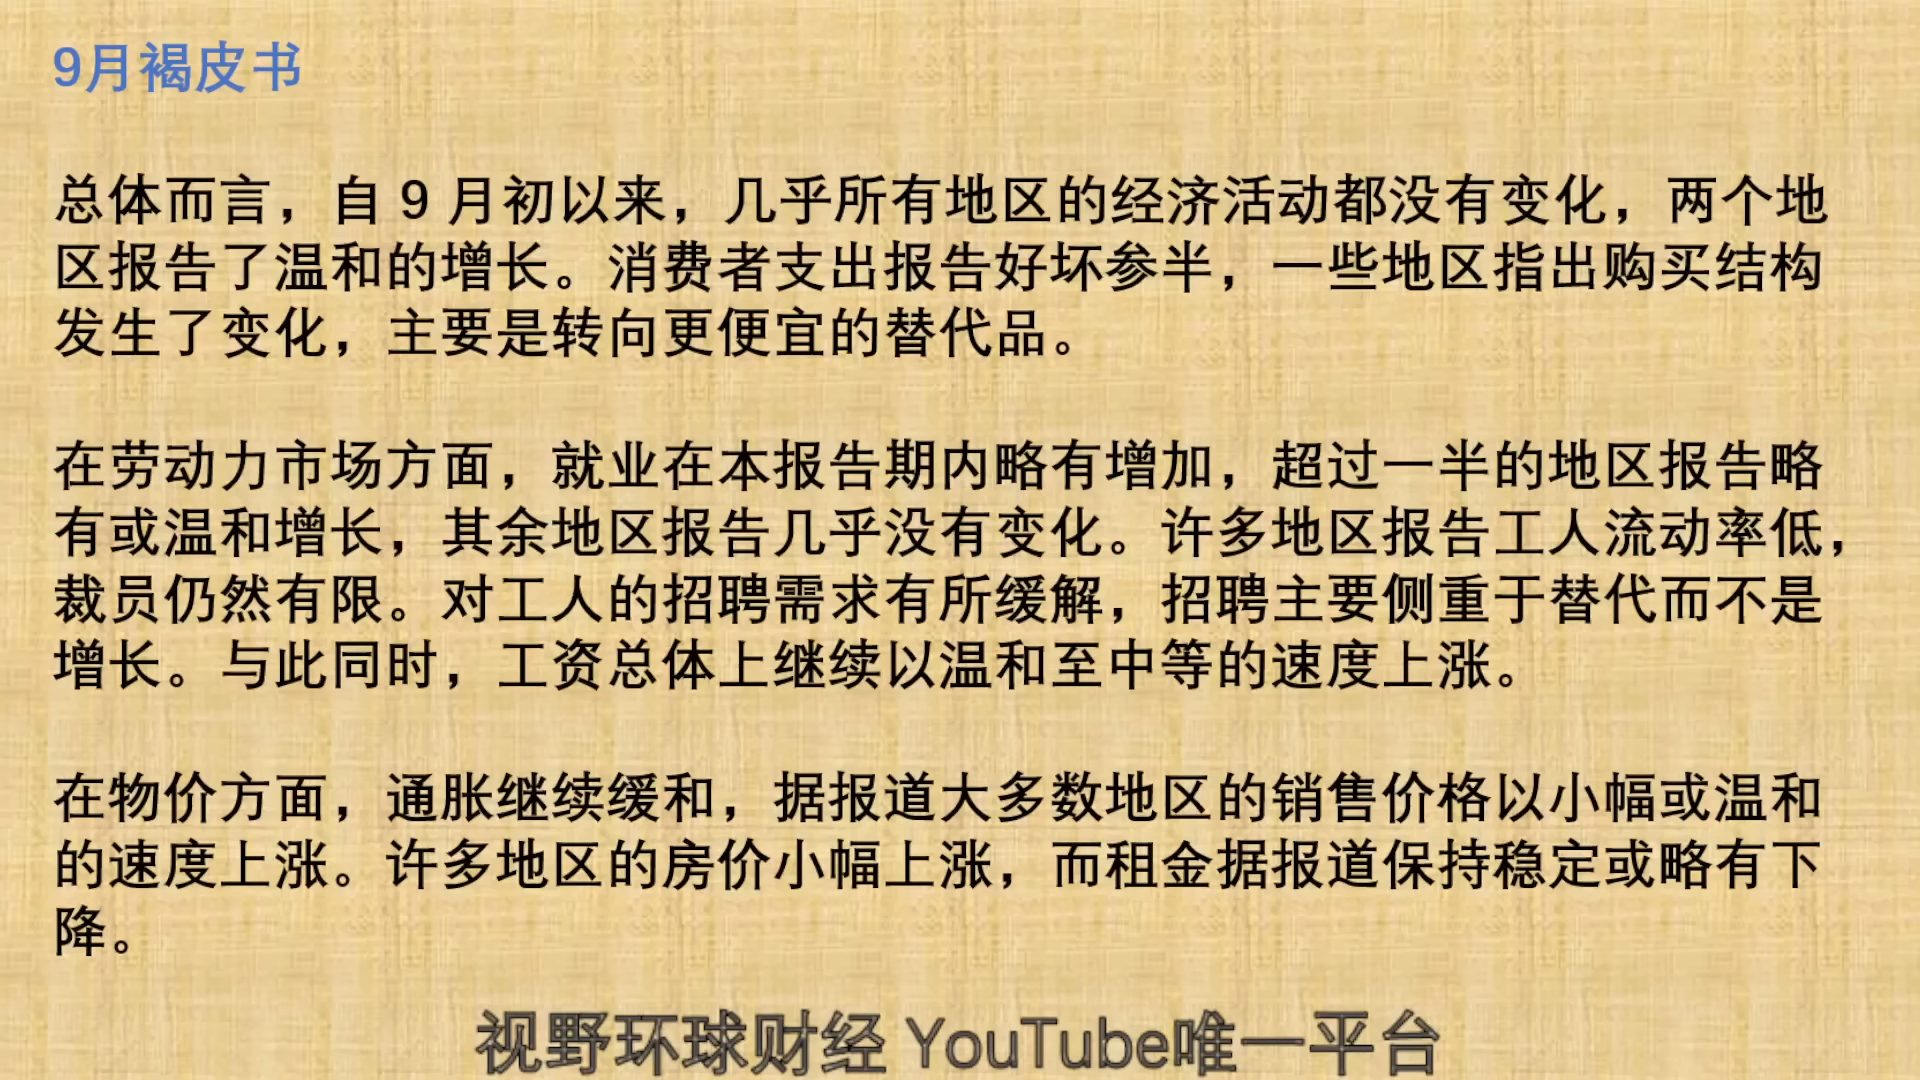 9月褐皮书
总体而言，自 9 月初以来，几乎所有地区的经济活动都没有变化，两个地
区报告了温和的增长。消费者支出报告好坏参半，一些地区指出购买结构
发生了变化，主要是转向更便宜的替代品。
在劳动力市场方面，就业在本报告期内略有增加，超过一半的地区报告略
有或温和增长，其余地区报告几乎没有变化。许多地区报告工人流动率低，
裁员仍然有限。对工人的招聘需求有所缓解，招聘主要侧重于替代而不是
增长。与此同时，工资总体上继续以温和至中等的速度上涨。
在物价方面，通胀继续缓和，据报道大多数地区的销售价格以小幅或温和
的速度上涨。许多地区的房价小幅上涨，而租金据报道保持稳定或略有下
降。
视野环球财经 YouTube唯一平台